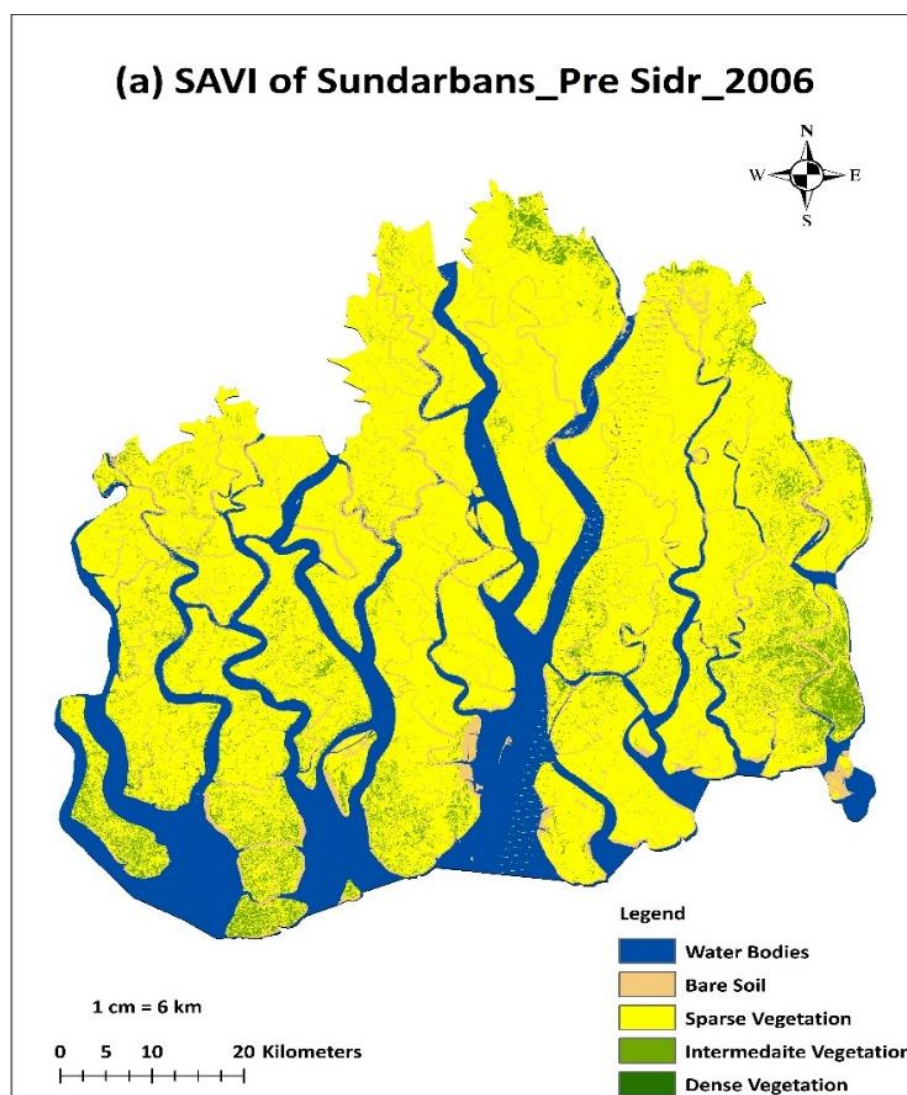 (a) SAVI of Sundarbans_Pre Sidr_2006
N
W E
S
Legend
Water Bodies
Bare Soil
Sparse Vegetation
Intermedaite Vegetation
Dense Vegetation
1 cm = 6 km
0 5 10 20 Kilometers